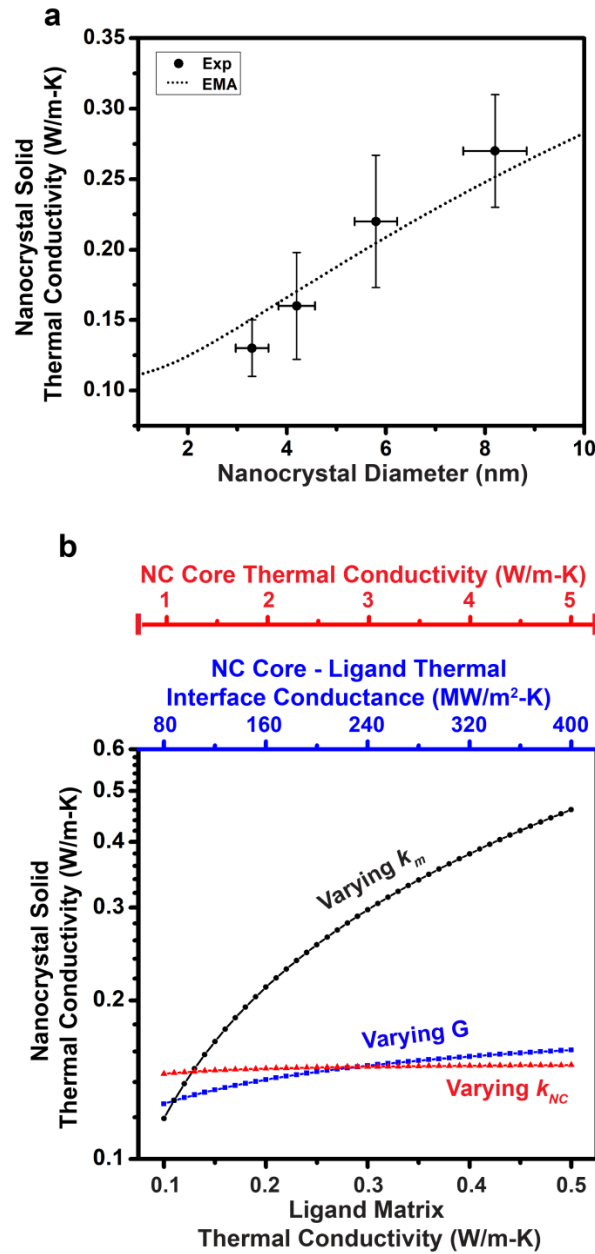 a
Nanocrystal Solid
Thermal Conductivity (W/m-K)
0.35
0.30
0.25
0.20
0.15
0.10
Exp
EMA
2 4 6 8 10
Nanocrystal Diameter (nm)
b
NC Core Thermal Conductivity (W/m-K)
1 2 3 4 5
NC Core - Ligand Thermal
Interface Conductance (MW/m²-K)
80 160 240 320 400
Nanocrystal Solid
Thermal Conductivity (W/m-K)
0.6
0.5
0.4
0.3
0.2
0.1
Varying kₘ
Varying G
Varying k_NC
0.1 0.2 0.3 0.4 0.5
Ligand Matrix
Thermal Conductivity (W/m-K)